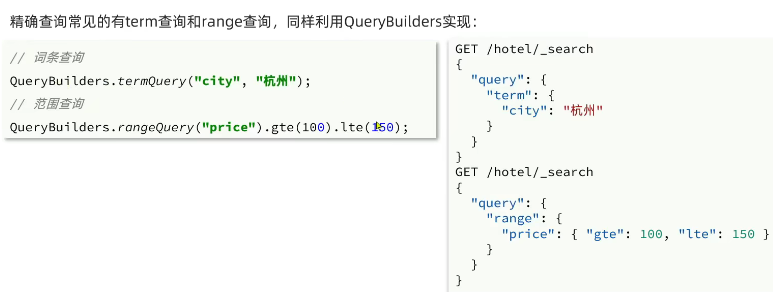 精确查询常见的有term查询和range查询，同样利用QueryBuilders实现：
// 词条查询
QueryBuilders.termQuery("city", "杭州");
// 范围查询
QueryBuilders.rangeQuery("price").gte(100).lte(150);
GET /hotel/_search
{
  "query": {
    "term": {
      "city": "杭州"
    }
  }
}
GET /hotel/_search
{
  "query": {
    "range": {
      "price": { "gte": 100, "lte": 150 }
    }
  }
}